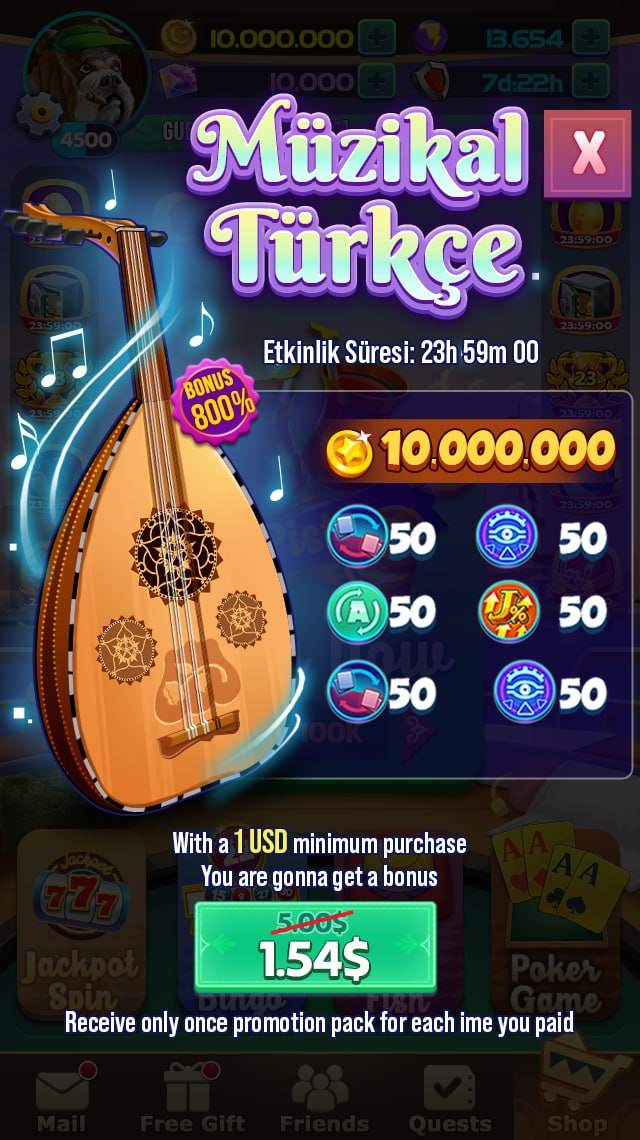 10.000.000
13.654
10.000
7d:22h
4500
GU
Müzikal
X
Türkçe
23:59:00
23:59:00
Etkinlik Süresi: 23h 59m 00
23:59:00
23:59:00
BONUS
800%
23
10.000.000
50
50
50
J%
50
A
50
50
With a 1 USD minimum purchase
You are gonna get a bonus
5.00$
1.54$
Jackpot
777
Jackpot
Spin
Bingo
Fish
A A A A
Poker
Game
Receive only once promotion pack for each ime you paid
Mail
Free Gift
Friends
Quests
Shop